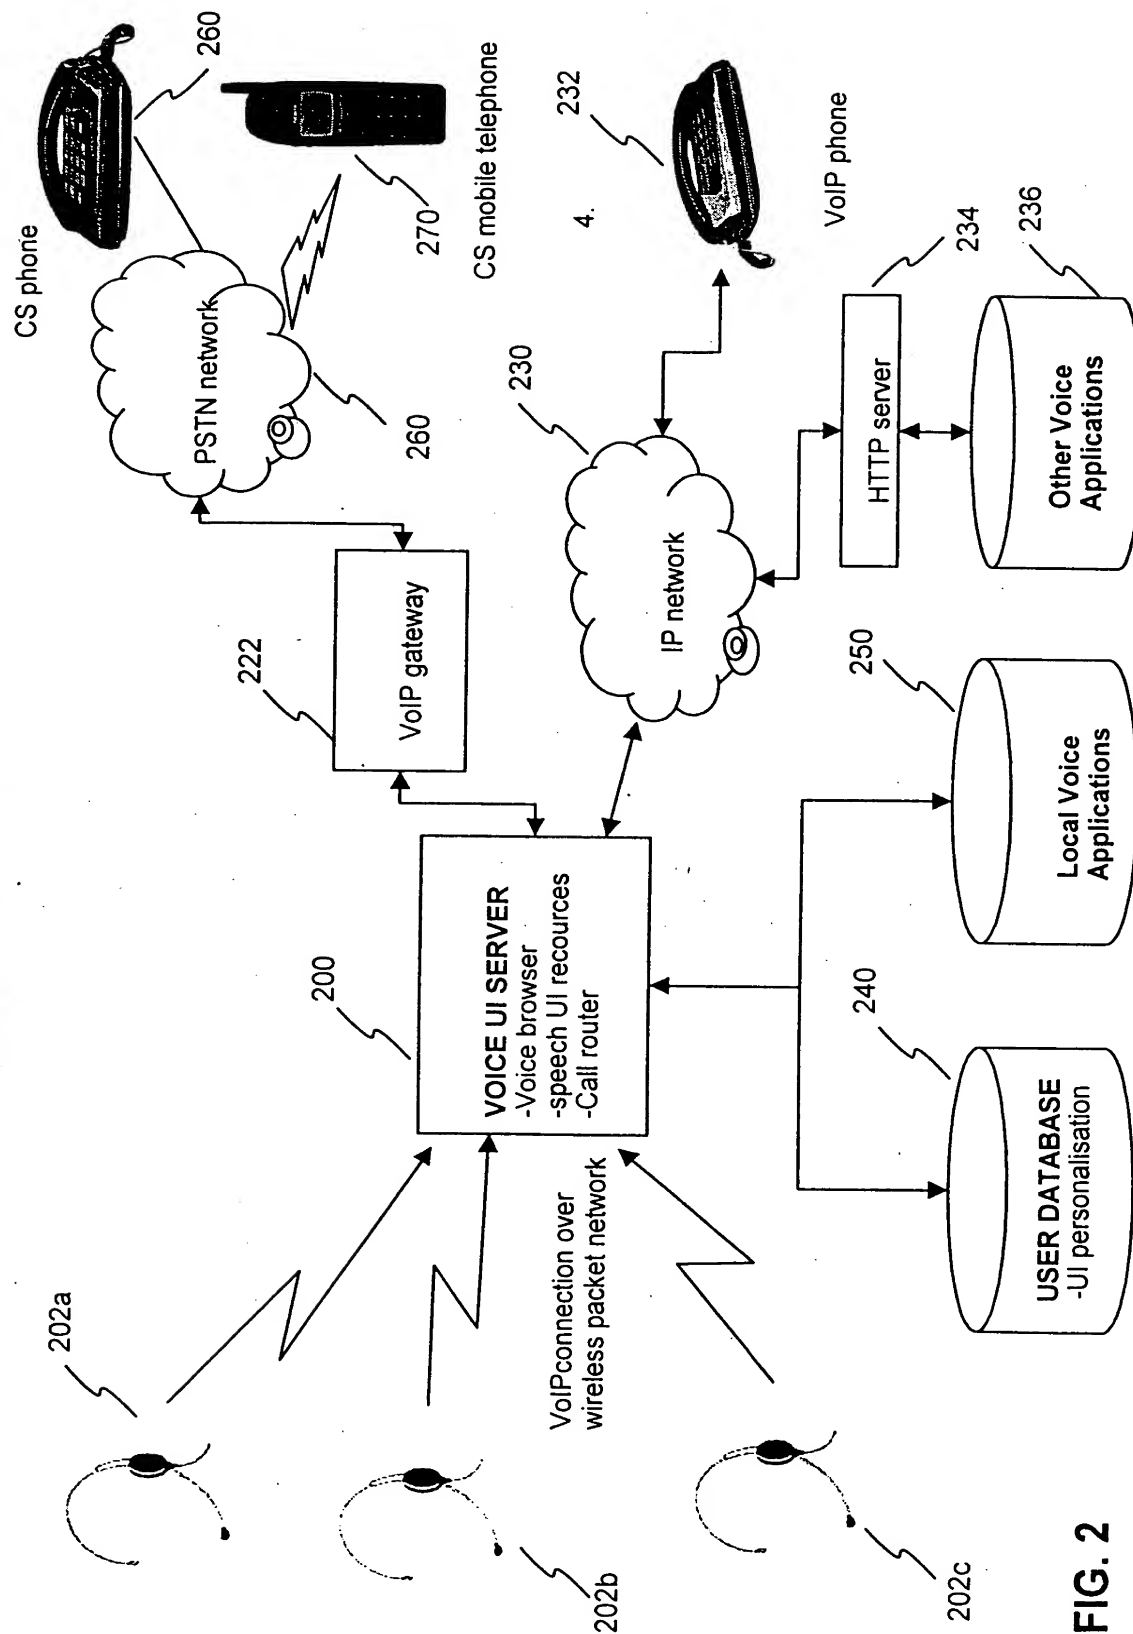 202a
202b
202c
VoIPconnection over
wireless packet network
200
VOICE UI SERVER
-Voice browser
-speech UI recources
-Call router
222
VoIP gateway
PSTN network
260
CS phone
260
270
CS mobile telephone
4.
230
IP network
232
VoIP phone
HTTP server
234
Other Voice
Applications
236
240
USER DATABASE
-UI personalisation
250
Local Voice
Applications
FIG. 2